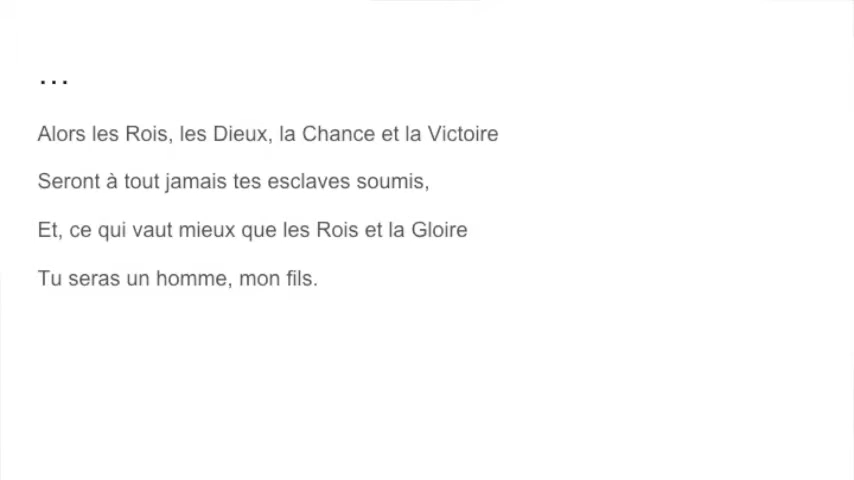 ...
Alors les Rois, les Dieux, la Chance et la Victoire
Seront à tout jamais tes esclaves soumis,
Et, ce qui vaut mieux que les Rois et la Gloire
Tu seras un homme, mon fils.